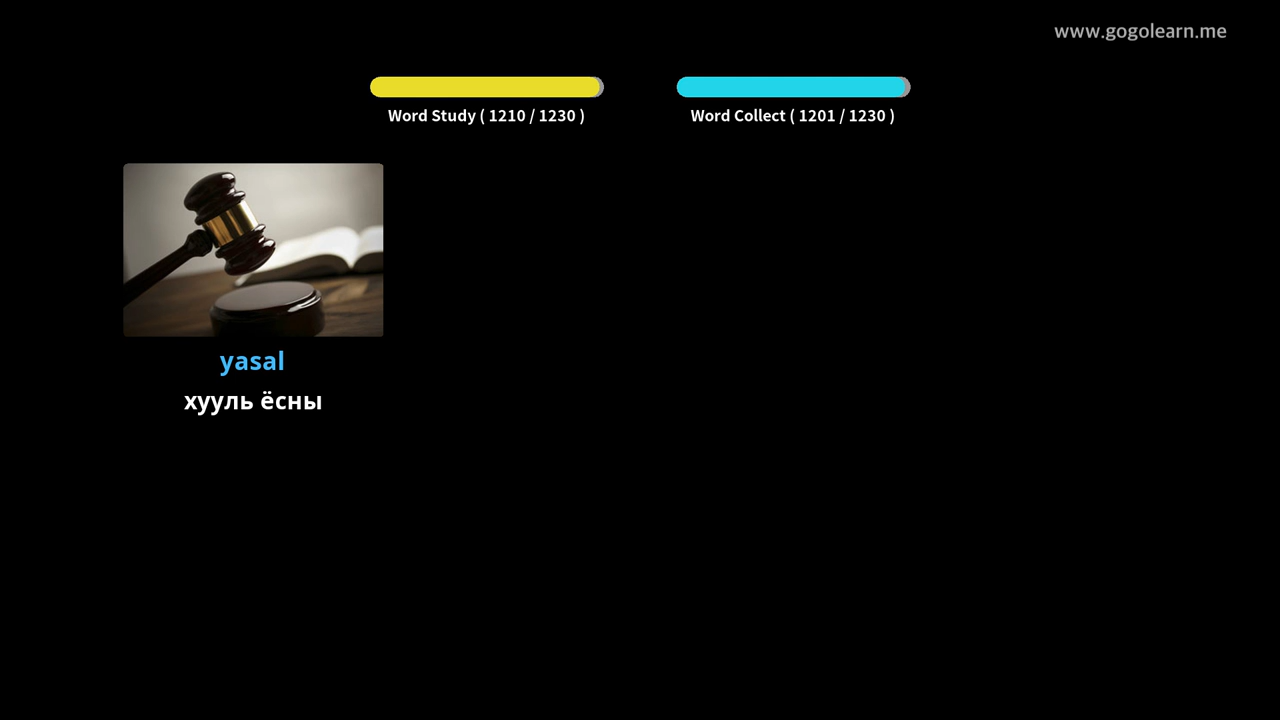 www.gogolearn.me
Word Study ( 1210 / 1230 )
Word Collect ( 1201 / 1230 )
yasal
хууль ёсны